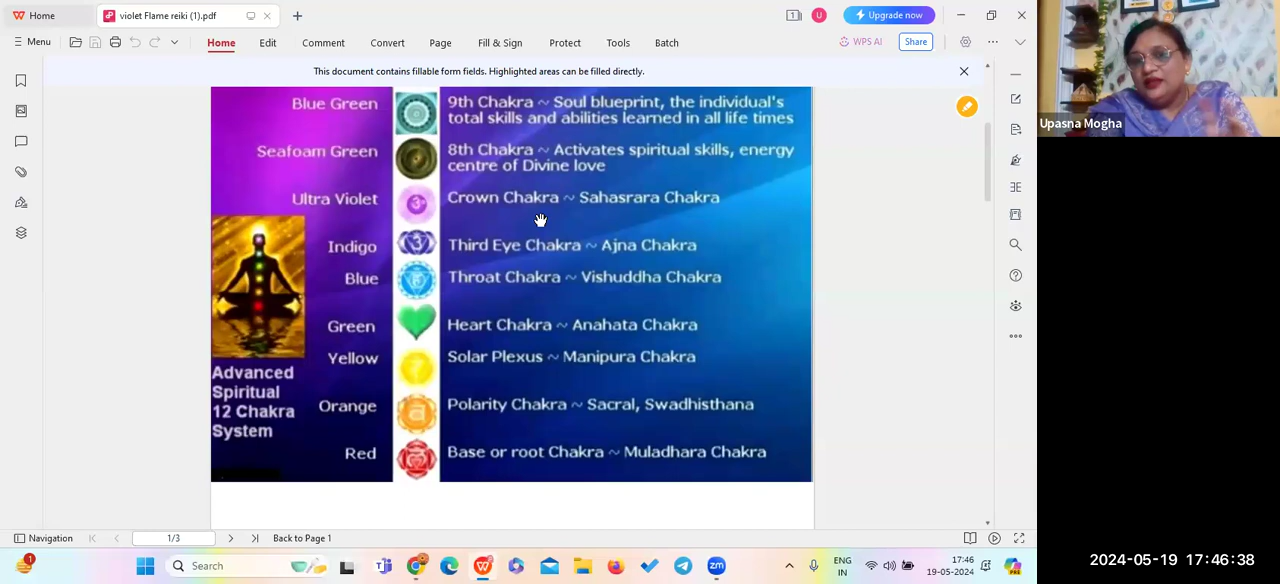 Home
violet Flame reiki (1).pdf
1
U
Upgrade now
Menu
Home
Edit
Comment
Convert
Page
Fill & Sign
Protect
Tools
Batch
WPS AI
Share
This document contains fillable form fields. Highlighted areas can be filled directly.
Upasna Mogha
Blue Green
9th Chakra ~ Soul blueprint, the individual's
total skills and abilities learned in all life times
Seafoam Green
8th Chakra ~ Activates spiritual skills, energy
centre of Divine love
Ultra Violet
Crown Chakra ~ Sahasrara Chakra
Indigo
Third Eye Chakra ~ Ajna Chakra
Blue
Throat Chakra ~ Vishuddha Chakra
Green
Heart Chakra ~ Anahata Chakra
Yellow
Solar Plexus ~ Manipura Chakra
Orange
Polarity Chakra ~ Sacral, Swadhisthana
Red
Base or root Chakra ~ Muladhara Chakra
Advanced
Spiritual
12 Chakra
System
Navigation
1/3
Back to Page 1
1
Search
zm
ENG
IN
17:46
19-05-2024
2024-05-19 17:46:38